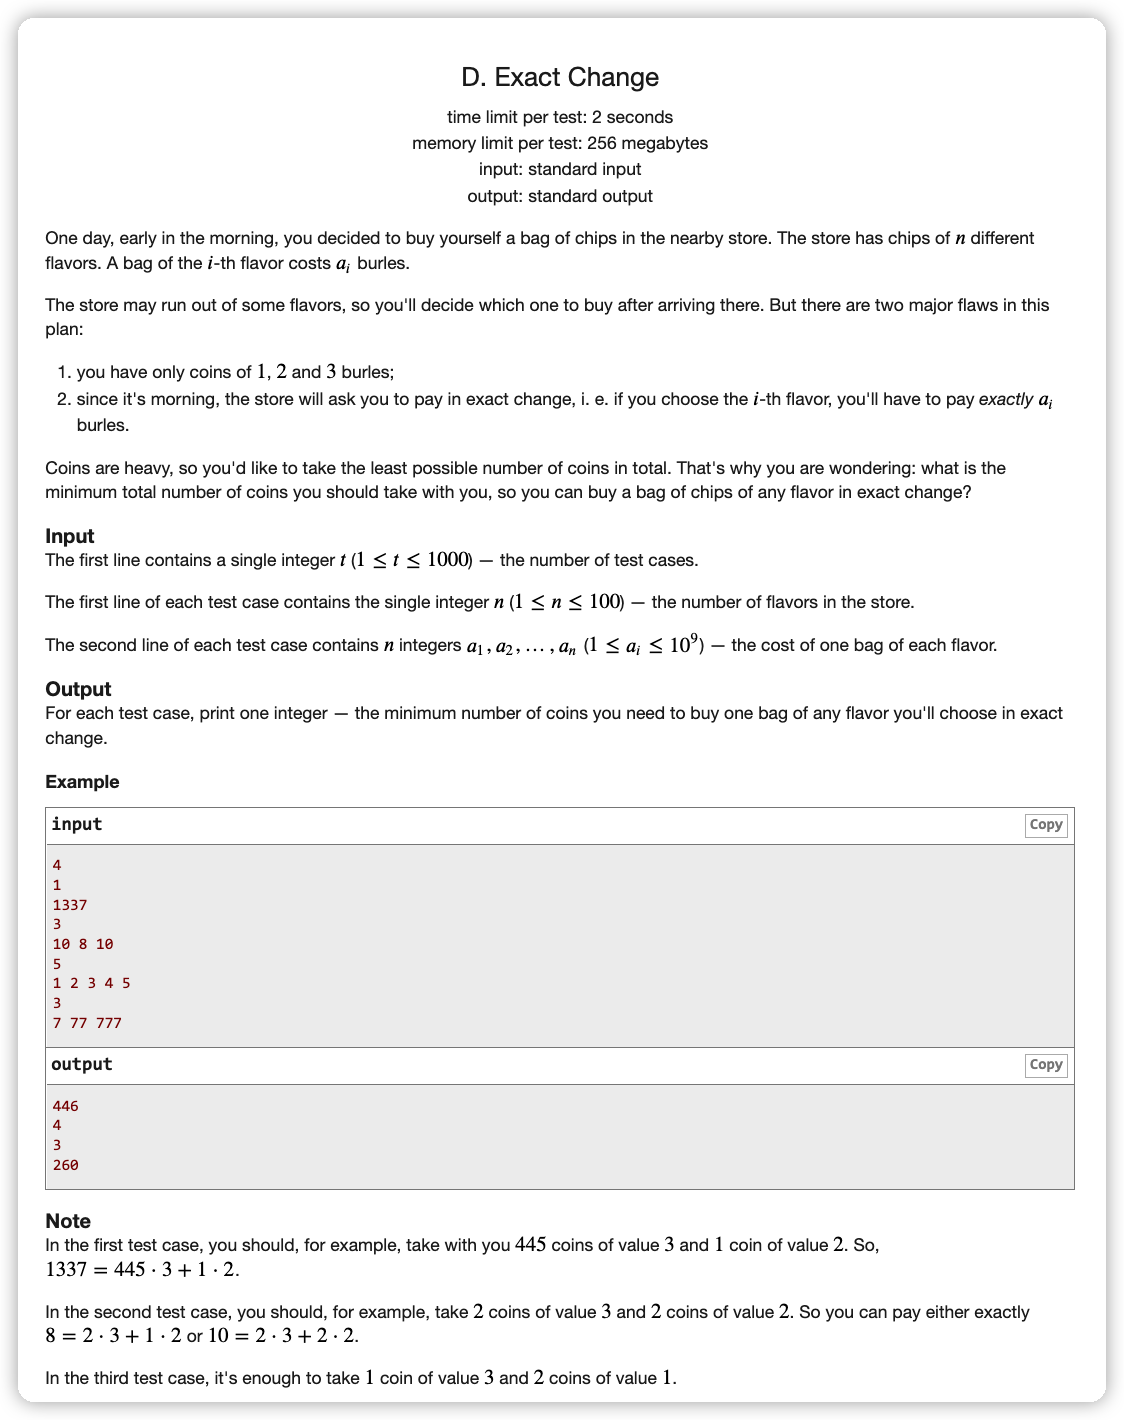 D. Exact Change
time limit per test: 2 seconds
memory limit per test: 256 megabytes
input: standard input
output: standard output
One day, early in the morning, you decided to buy yourself a bag of chips in the nearby store. The store has chips of n different
flavors. A bag of the i-th flavor costs a_i burles.
The store may run out of some flavors, so you'll decide which one to buy after arriving there. But there are two major flaws in this
plan:
1. you have only coins of 1, 2 and 3 burles;
2. since it's morning, the store will ask you to pay in exact change, i. e. if you choose the i-th flavor, you'll have to pay exactly a_i
burles.
Coins are heavy, so you'd like to take the least possible number of coins in total. That's why you are wondering: what is the
minimum total number of coins you should take with you, so you can buy a bag of chips of any flavor in exact change?
Input
The first line contains a single integer t (1 ≤ t ≤ 1000) — the number of test cases.
The first line of each test case contains the single integer n (1 ≤ n ≤ 100) — the number of flavors in the store.
The second line of each test case contains n integers a_1, a_2, … , a_n (1 ≤ a_i ≤ 10^9) — the cost of one bag of each flavor.
Output
For each test case, print one integer — the minimum number of coins you need to buy one bag of any flavor you'll choose in exact
change.
Example
input Copy
4
1
1337
3
10 8 10
5
1 2 3 4 5
3
7 77 777
output Copy
446
4
3
260
Note
In the first test case, you should, for example, take with you 445 coins of value 3 and 1 coin of value 2. So,
1337 = 445 · 3 + 1 · 2.
In the second test case, you should, for example, take 2 coins of value 3 and 2 coins of value 2. So you can pay either exactly
8 = 2 · 3 + 1 · 2 or 10 = 2 · 3 + 2 · 2.
In the third test case, it's enough to take 1 coin of value 3 and 2 coins of value 1.